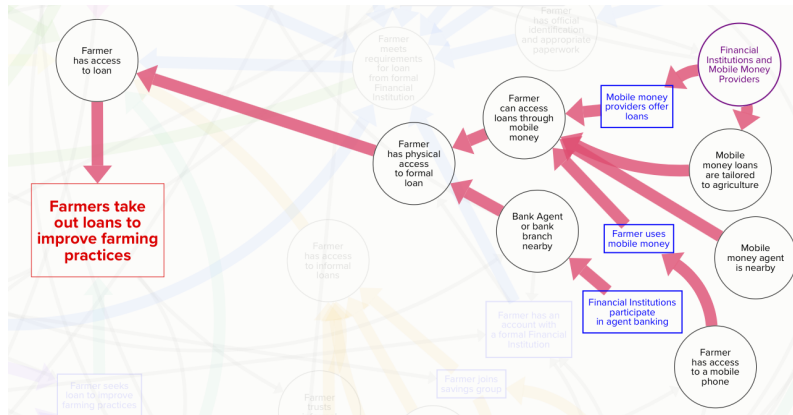 Farmer
has access
to loan
Farmers take
out loans to
improve farming
practices
Farmer
meets
requirements
for loan
from formal
Financial
Institution
Farmer
has official
identification
and appropriate
paperwork
Financial
Institutions and
Mobile Money
Providers
Mobile money
providers offer
loans
Farmer
can access
loans through
mobile
money
Farmer
has physical
access
to formal
loan
Mobile
money loans
are tailored
to agriculture
Bank Agent
or bank
branch
nearby
Farmer uses
mobile money
Mobile
money agent
is nearby
Farmer
has access
to informal
loans
Financial Institutions
participate
in agent banking
Farmer has an
account with
a formal Financial
Institution
Farmer
has access
to a mobile
phone
Farmer seeks
loan to improve
farming practices
Farmer
trusts
Farmer joins
savings group